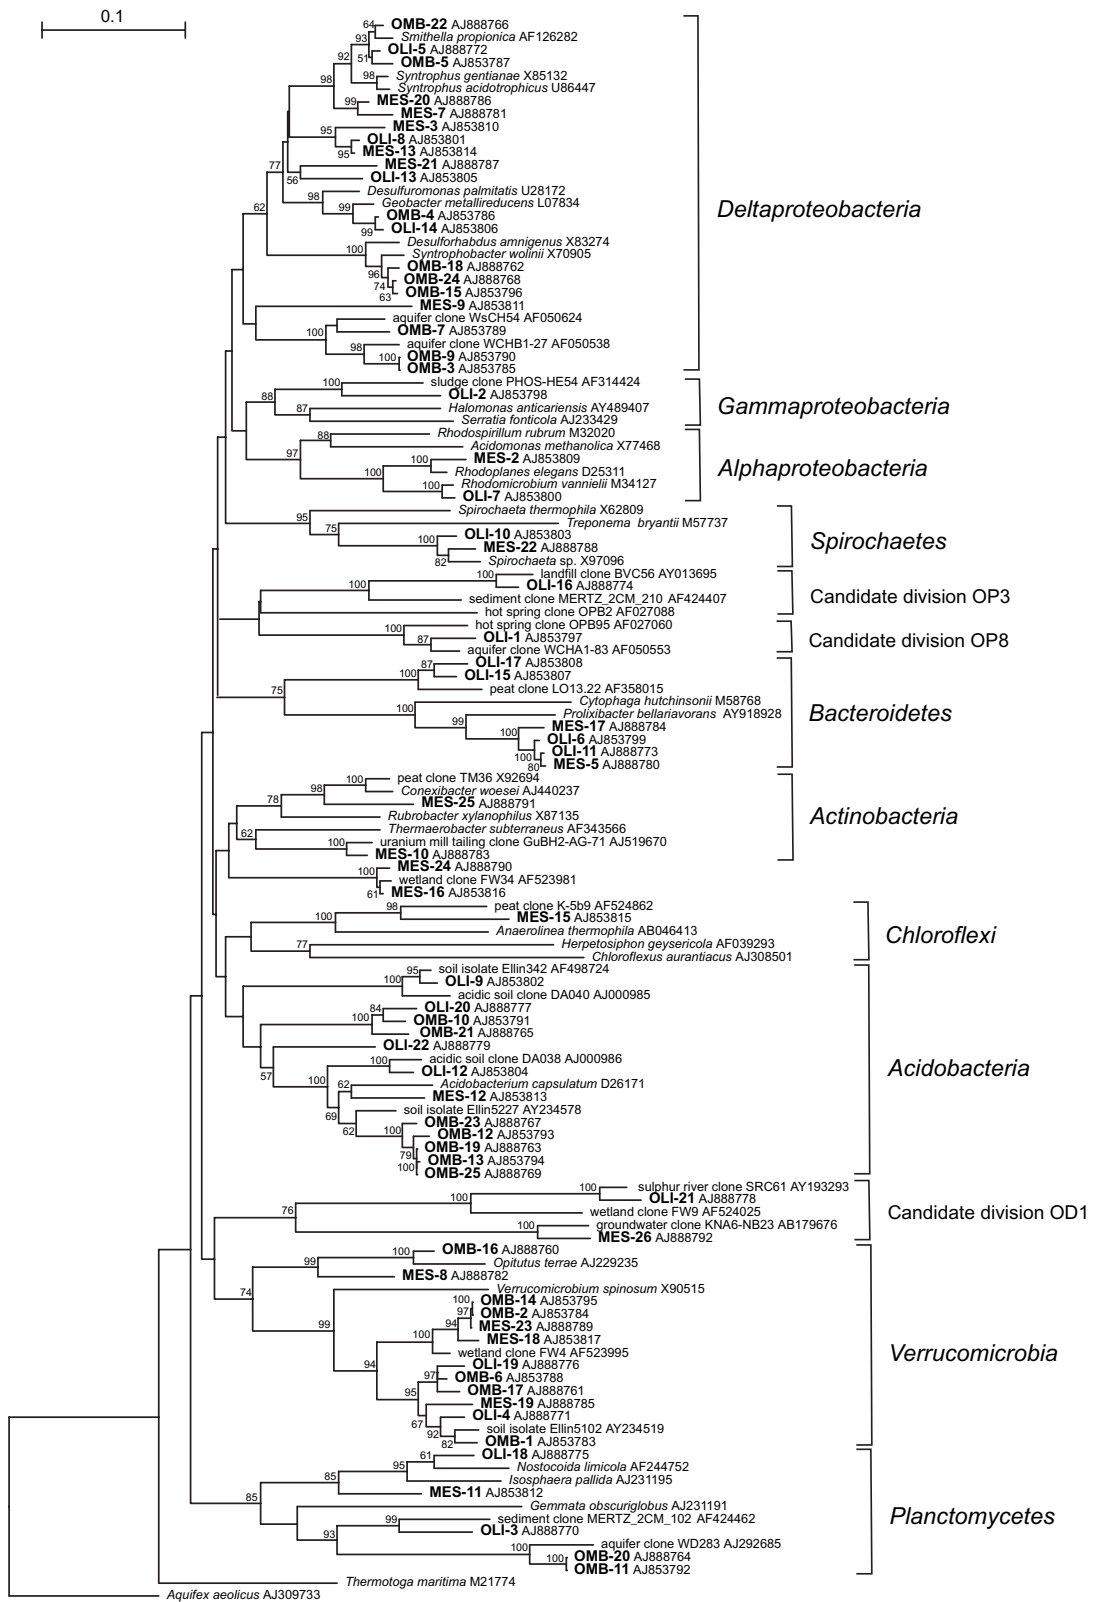 0.1
64
OMB-22 AJ888766
93
Smithella propionica AF126282
OLI-5 AJ888772
92
51
OMB-5 AJ853787
98
Syntrophus gentianae X85132
98
Syntrophus acidotrophicus U86447
99
MES-20 AJ888786
MES-7 AJ888781
95
MES-3 AJ853810
OLI-8 AJ853801
95
MES-13 AJ853814
77
MES-21 AJ888787
56
OLI-13 AJ853805
98
Desulfuromonas palmitatis U28172
99
Geobacter metallireducens L07834
62
OMB-4 AJ853786
99
OLI-14 AJ853806
Deltaproteobacteria
100
Desulforhabdus amnigenus X83274
Syntrophobacter wolinii X70905
96
OMB-18 AJ888762
74
OMB-24 AJ888768
63
OMB-15 AJ853796
MES-9 AJ853811
aquifer clone WsCH54 AF050624
100
OMB-7 AJ853789
98
aquifer clone WCHB1-27 AF050538
100
OMB-9 AJ853790
OMB-3 AJ853785
100
sludge clone PHOS-HE54 AF314424
88
OLI-2 AJ853798
87
Halomonas anticariensis AY489407
Gammaproteobacteria
Serratia fonticola AJ233429
88
Rhodospirillum rubrum M32020
97
Acidomonas methanolica X77468
100
MES-2 AJ853809
Alphaproteobacteria
100
Rhodoplanes elegans D25311
100
Rhodomicrobium vannielii M34127
OLI-7 AJ853800
95
Spirochaeta thermophila X62809
75
Treponema bryantii M57737
100
OLI-10 AJ853803
Spirochaetes
MES-22 AJ888788
82
Spirochaeta sp. X97096
100
landfill clone BVC56 AY013695
100
OLI-16 AJ888774
sediment clone MERTZ_2CM_210 AF424407
Candidate division OP3
hot spring clone OPB2 AF027088
100
hot spring clone OPB95 AF027060
87
OLI-1 AJ853797
Candidate division OP8
aquifer clone WCHA1-83 AF050553
87
OLI-17 AJ853808
100
OLI-15 AJ853807
75
peat clone LO13.22 AF358015
100
Cytophaga hutchinsonii M58768
99
Prolixibacter bellariavorans AY918928
Bacteroidetes
100
MES-17 AJ888784
OLI-6 AJ853799
100
OLI-11 AJ888773
80
MES-5 AJ888780
100
peat clone TM36 X92694
98
Conexibacter woesei AJ440237
78
MES-25 AJ888791
Rubrobacter xylanophilus X87135
Actinobacteria
62
Thermaerobacter subterraneus AF343566
100
uranium mill tailing clone GuBH2-AG-71 AJ519670
MES-10 AJ888783
100
MES-24 AJ888790
wetland clone FW34 AF523981
61
MES-16 AJ853816
98
peat clone K-5b9 AF524862
100
MES-15 AJ853815
Anaerolinea thermophila AB046413
Chloroflexi
77
Herpetosiphon geysericola AF039293
Chloroflexus aurantiacus AJ308501
95
soil isolate Ellin342 AF498724
100
OLI-9 AJ853802
acidic soil clone DA040 AJ000985
84
OLI-20 AJ888777
100
OMB-10 AJ853791
OMB-21 AJ888765
OLI-22 AJ888779
57
100
acidic soil clone DA038 AJ000986
OLI-12 AJ853804
Acidobacteria
100
62
Acidobacterium capsulatum D26171
MES-12 AJ853813
69
soil isolate Ellin5227 AY234578
62
OMB-23 AJ888767
100
OMB-12 AJ853793
OMB-19 AJ888763
79
OMB-13 AJ853794
100
OMB-25 AJ888769
100
sulphur river clone SRC61 AY193293
100
OLI-21 AJ888778
76
wetland clone FW9 AF524025
Candidate division OD1
100
groundwater clone KNA6-NB23 AB179676
MES-26 AJ888792
100
OMB-16 AJ888760
99
Opitutus terrae AJ229235
MES-8 AJ888782
74
Verrucomicrobium spinosum X90515
100
OMB-14 AJ853795
97
OMB-2 AJ853784
99
94
MES-23 AJ888789
100
MES-18 AJ853817
wetland clone FW4 AF523995
Verrucomicrobia
94
OLI-19 AJ888776
97
OMB-6 AJ853788
95
OMB-17 AJ888761
MES-19 AJ888785
67
OLI-4 AJ888771
92
soil isolate Ellin5102 AY234519
82
OMB-1 AJ853783
61
OLI-18 AJ888775
95
Nostocoida limicola AF244752
85
Isosphaera pallida AJ231195
MES-11 AJ853812
85
Gemmata obscuriglobus AJ231191
Planctomycetes
99
sediment clone MERTZ_2CM_102 AF424462
93
OLI-3 AJ888770
100
aquifer clone WD283 AJ292685
100
OMB-20 AJ888764
OMB-11 AJ853792
Thermotoga maritima M21774
Aquifex aeolicus AJ309733